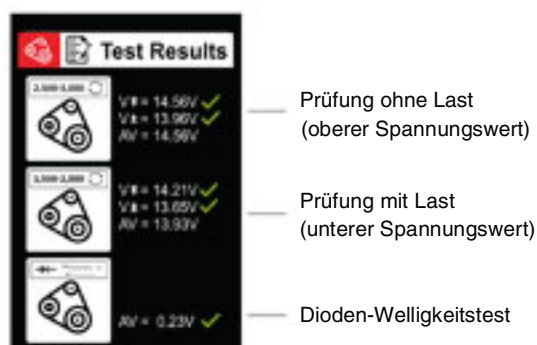 Test Results
V = 14.56V
V = 13.96V
AV = 14.56V
Prüfung ohne Last
(oberer Spannungswert)
V = 14.21V
V = 13.65V
AV = 13.93V
Prüfung mit Last
(unterer Spannungswert)
AV = 0.23V
Dioden-Welligkeitstest